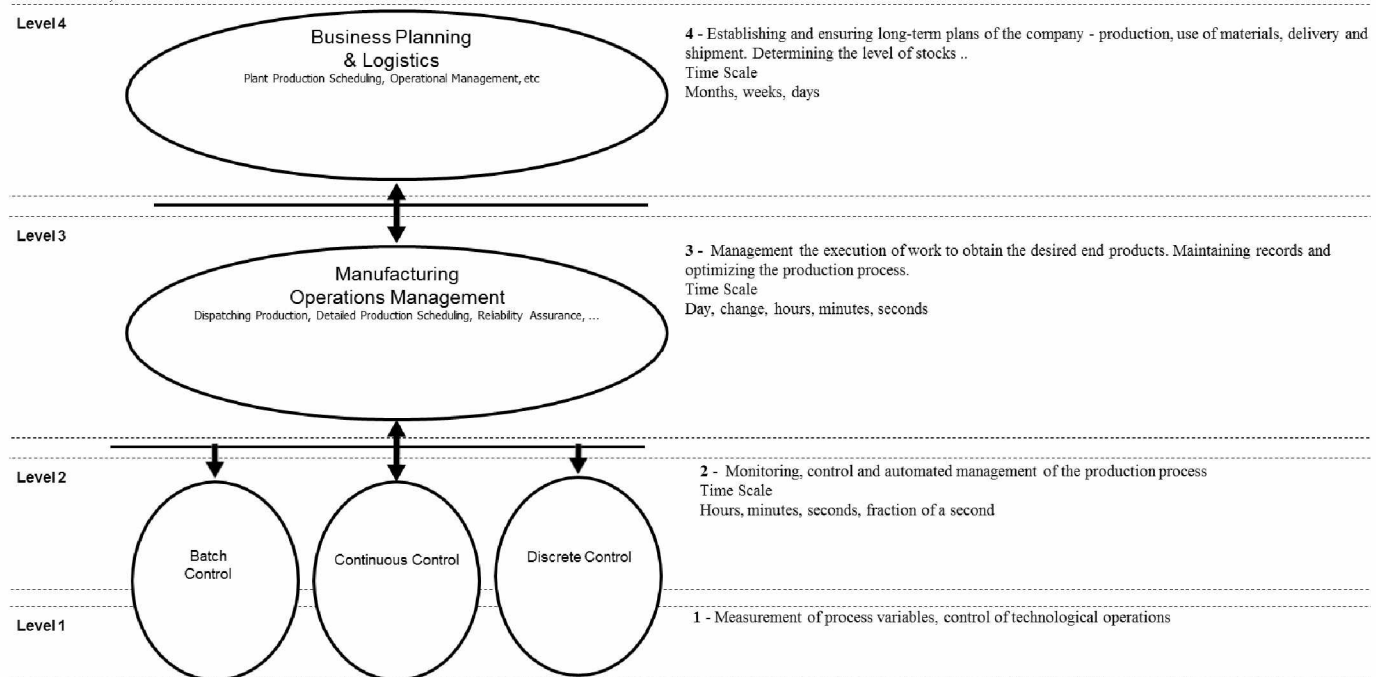 Level 4
Business Planning
& Logistics
Plant Production Scheduling, Operational Management, etc
4 - Establishing and ensuring long-term plans of the company - production, use of materials, delivery and
shipment. Determining the level of stocks ..
Time Scale
Months, weeks, days
Level 3
Manufacturing
Operations Management
Dispatching Production, Detailed Production Scheduling, Reliability Assurance, ...
3 - Management the execution of work to obtain the desired end products. Maintaining records and
optimizing the production process.
Time Scale
Day, change, hours, minutes, seconds
Level 2
Batch
Control
Continuous Control
Discrete Control
2 - Monitoring, control and automated management of the production process
Time Scale
Hours, minutes, seconds, fraction of a second
Level 1
1 - Measurement of process variables, control of technological operations